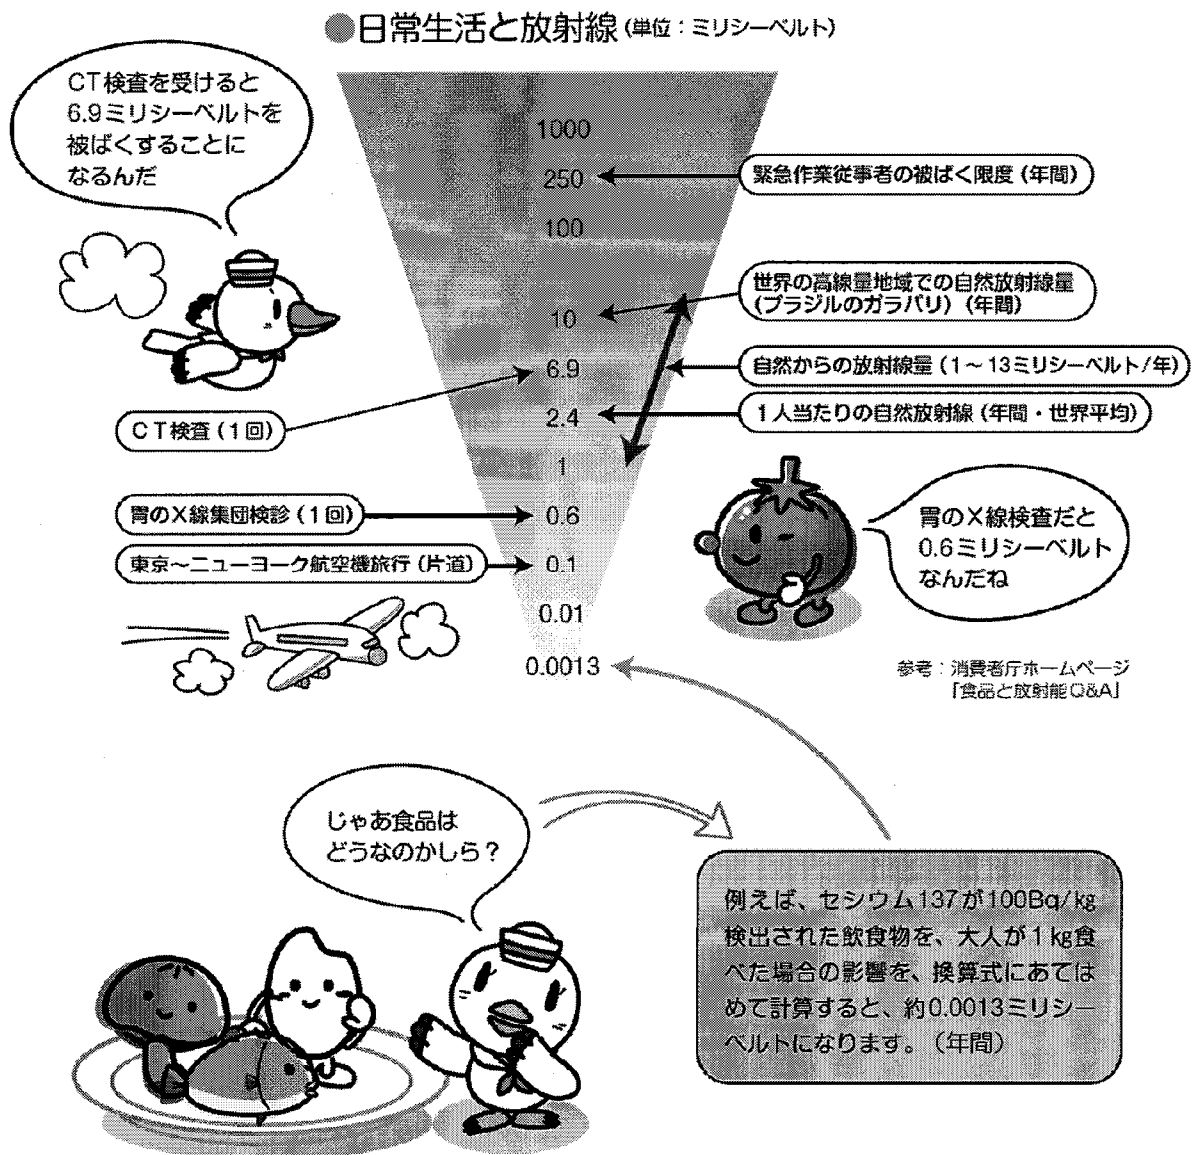 ●日常生活と放射線(単位：ミリシーベルト)
CT検査を受けると
6.9ミリシーベルトを
被ばくすることに
なるんだ
1000
250
緊急作業従事者の被ばく限度(年間)
100
世界の高線量地域での自然放射線量
(ブラジルのガラパリ)(年間)
10
6.9
自然からの放射線量(1～13ミリシーベルト/年)
2.4
1人当たりの自然放射線(年間・世界平均)
CT検査(1回)
1
胃のX線集団検診(1回)
0.6
東京～ニューヨーク航空機旅行(片道)
0.1
胃のX線検査だと
0.6ミリシーベルト
なんだね
0.01
0.0013
参考：消費者庁ホームページ
「食品と放射能Q&A」
じゃあ食品は
どうなのかしら？
例えば、セシウム137が100Bq/kg
検出された飲食物を、大人が1kg食
べた場合の影響を、換算式にあては
めて計算すると、約0.0013ミリシー
ベルトになります。(年間)